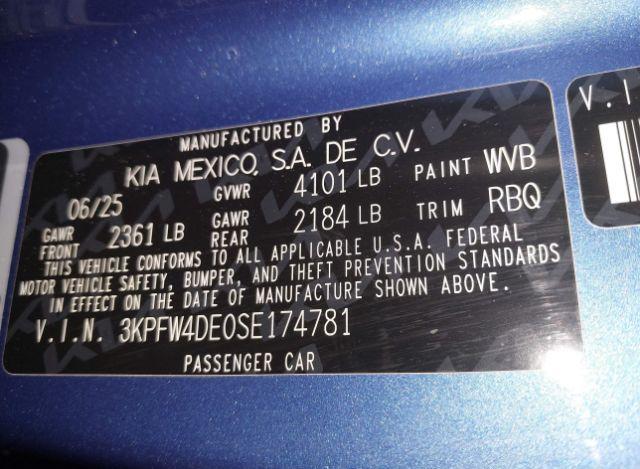 MANUFACTURED BY
KIA MEXICO, S.A. DE C.V.
06/25 GVWR 4101 LB PAINT WVB
GAWR FRONT 2361 LB GAWR REAR 2184 LB TRIM RBQ
THIS VEHICLE CONFORMS TO ALL APPLICABLE U.S.A. FEDERAL
MOTOR VEHICLE SAFETY, BUMPER, AND THEFT PREVENTION STANDARDS
IN EFFECT ON THE DATE OF MANUFACTURE SHOWN ABOVE.
V.I.N. 3KPFW4DE0SE174781
PASSENGER CAR
V.I